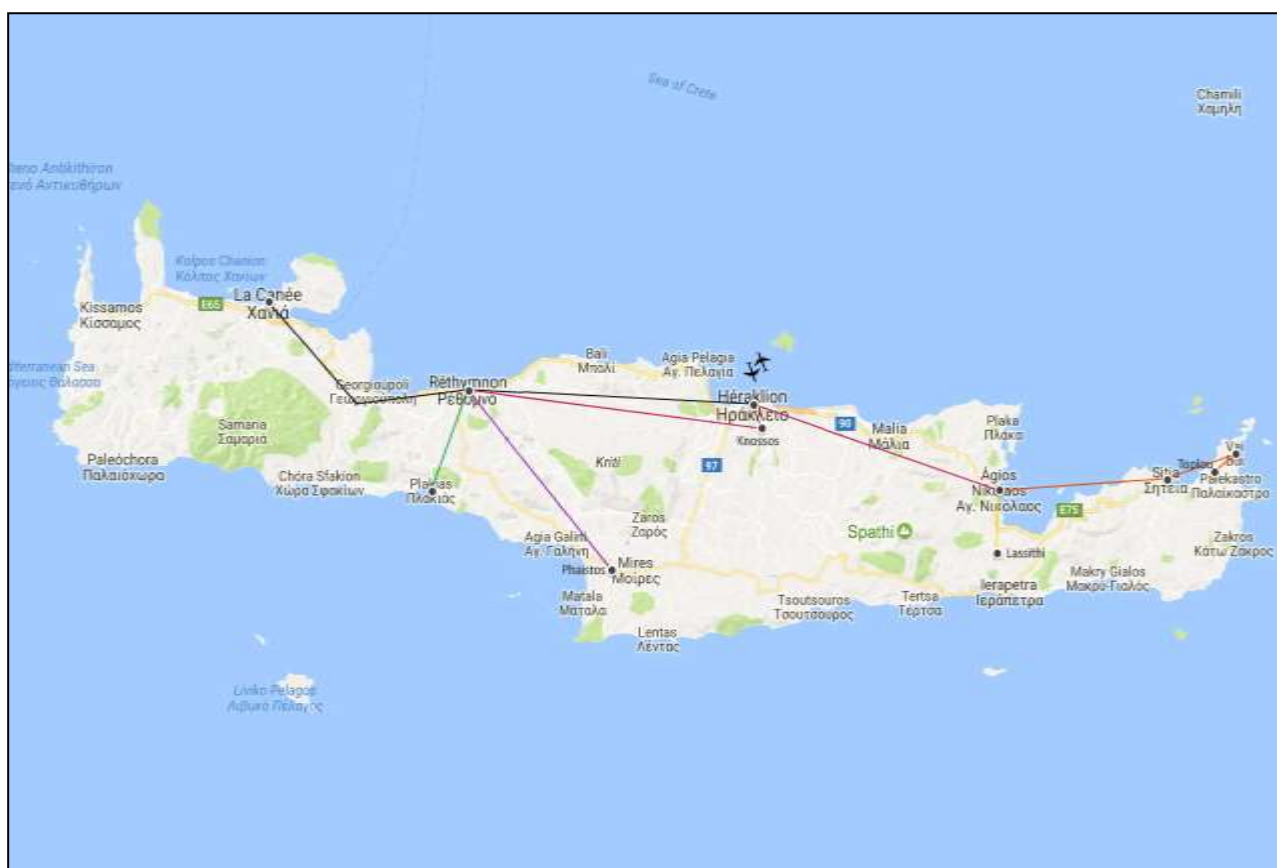 Sea of Crete
Chamili
Χαμηλη
Kolpos Chanion
Κόλπος Χανίων
La Canée
Χανιά
E65
Kissamos
Κίσσαμος
Bali
Μπαλί
Agia Pelagia
Αγ. Πελαγία
Georgioupoli
Γεωργιούπολη
Réthymnon
Ρέθυμνο
Héraklion
Ηράκλειο
Knossos
90
Malia
Μάλια
Plaka
Πλάκα
Samaria
Σαμαριά
Kriti
97
Ágios
Nikolaos
Αγ. Νικόλαος
Toplou
Vai
Sitia
Σητεία
Palekastro
Παλαίκαστρο
Paleóchora
Παλαιόχωρα
Chóra Sfakion
Χώρα Σφακίων
Plakias
Πλακιάς
Zaros
Ζαρός
E75
Spathi
Agia Galini
Αγ. Γαλήνη
Zakros
Κάτω Ζάκρος
Lassithi
Phaistos
Mires
Μοίρες
Makry Gialos
Μακρύ-Γιαλός
Ierapetra
Ιεράπετρα
Matala
Μάταλα
Tsoutsouros
Τσούτσουρος
Tertsa
Τέρτσα
Lentas
Λέντας
Liviko Pelagos
Λιβυκό Πέλαγος